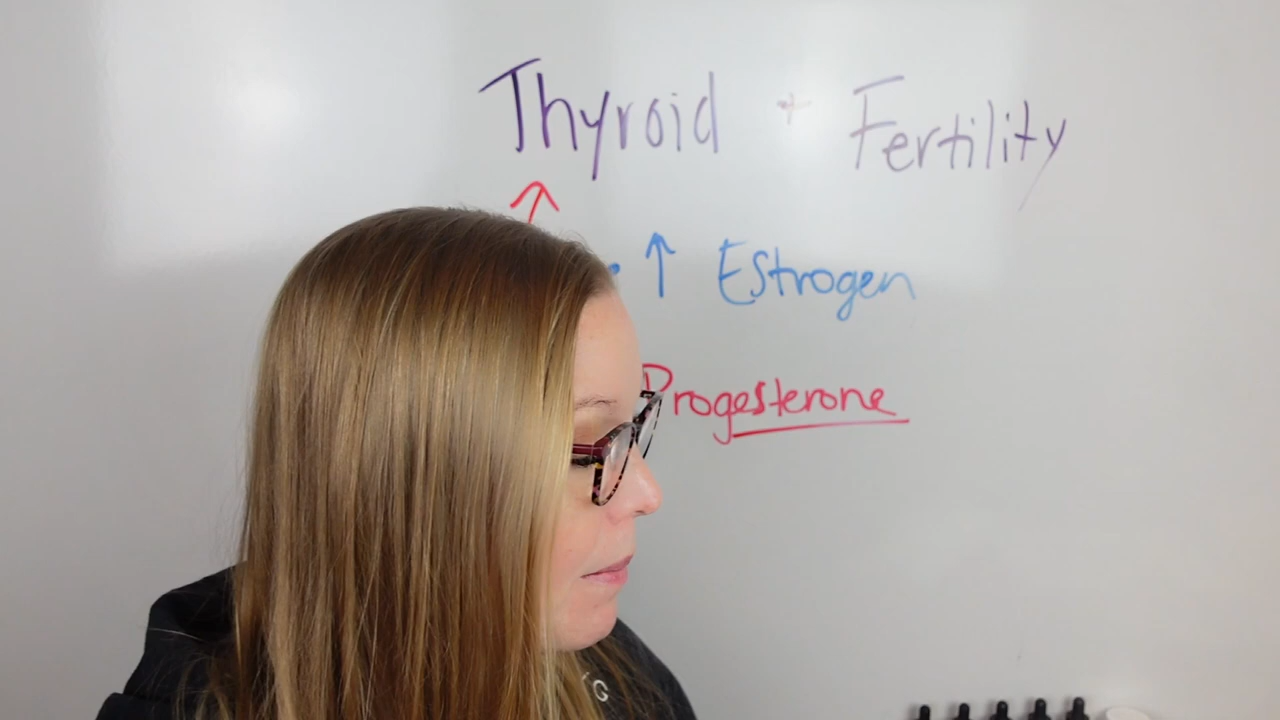 Thyroid + Fertility
↑
• ↑ Estrogen
Progesterone